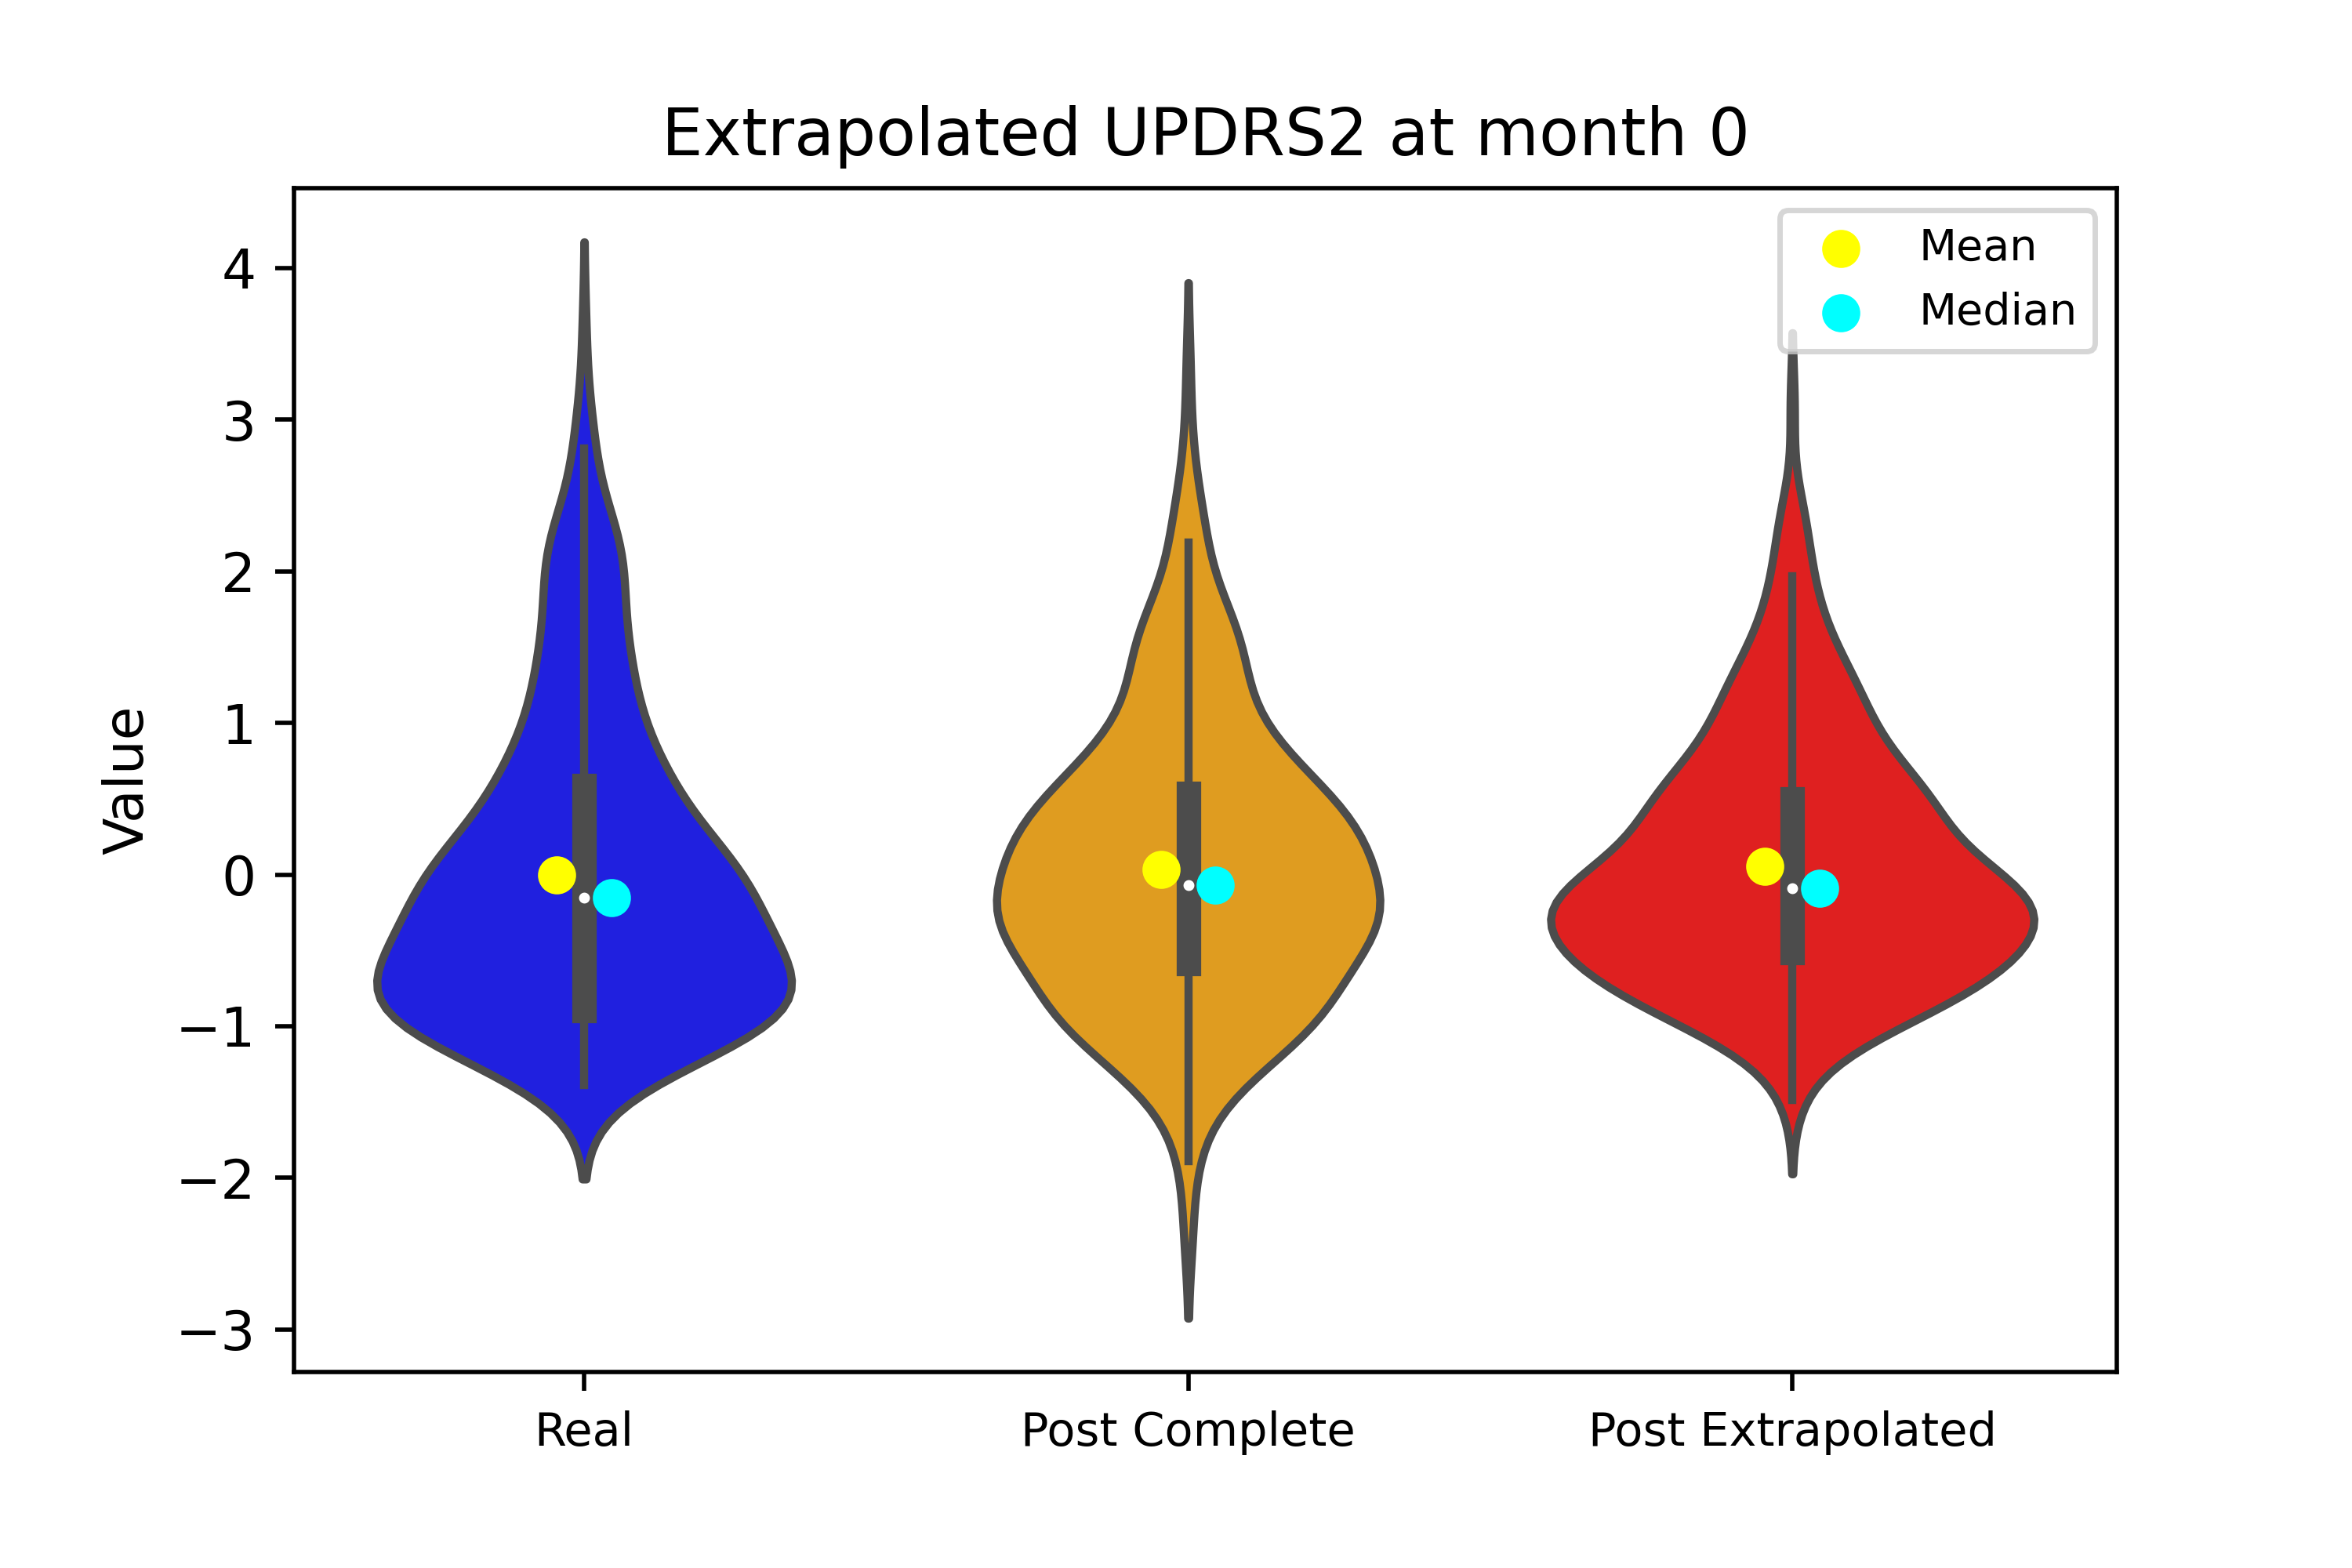 Extrapolated UPDRS2 at month 0
Mean
Median
4
3
2
1
0
−1
−2
−3
Value
Real
Post Complete
Post Extrapolated